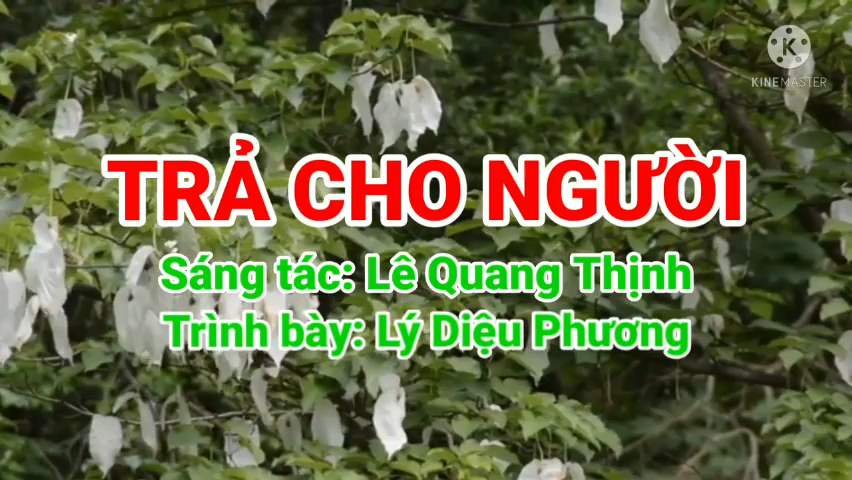 KINEMASTER
TRẢ CHO NGƯỜI
Sáng tác: Lê Quang Thịnh
Trình bày: Lý Diệu Phương